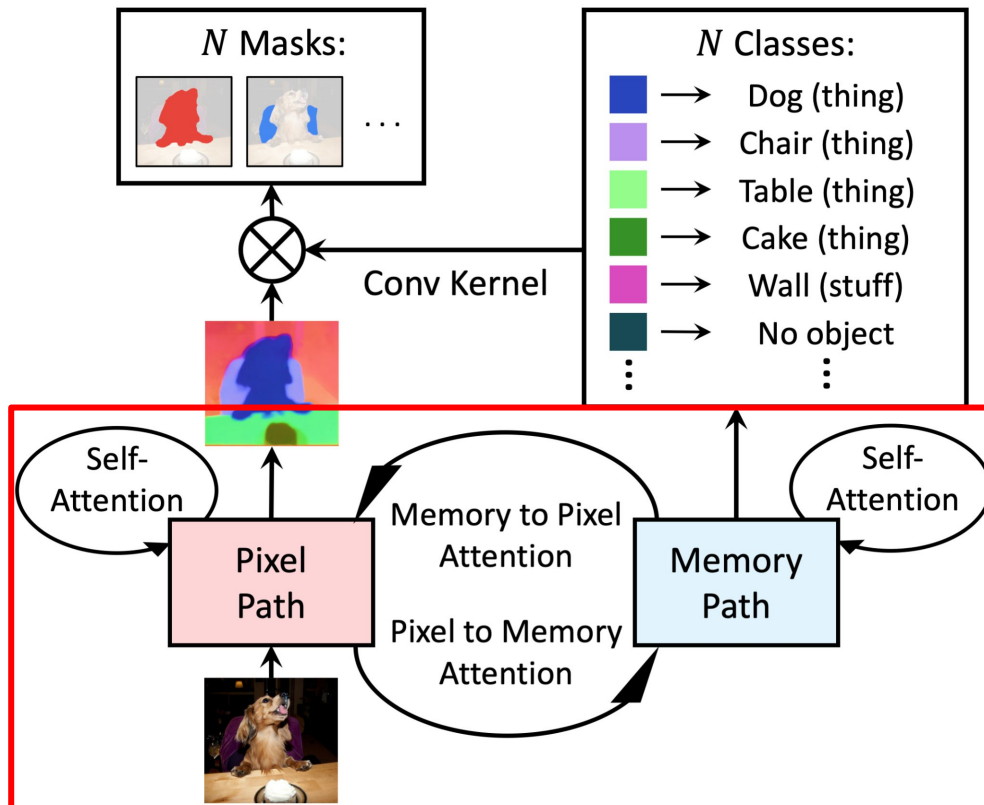 N Masks:
. . .
N Classes:
Dog (thing)
Chair (thing)
Table (thing)
Cake (thing)
Wall (stuff)
No object
Conv Kernel
Self-
Attention
Memory to Pixel
Attention
Self-
Attention
Pixel
Path
Memory
Path
Pixel to Memory
Attention